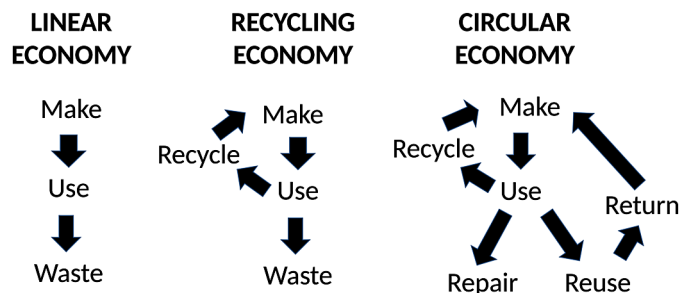 LINEAR
ECONOMY
Make
Use
Waste
RECYCLING
ECONOMY
Make
Recycle
Use
Waste
CIRCULAR
ECONOMY
Make
Recycle
Use
Return
Repair
Reuse